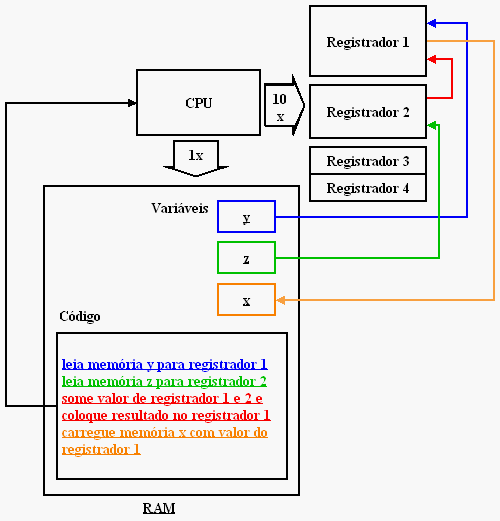 Registrador 1
CPU
10
x
Registrador 2
1x
Registrador 3
Registrador 4
Variáveis
y
z
x
Código
leia memória y para registrador 1
leia memória z para registrador 2
some valor de registrador 1 e 2 e
coloque resultado no registrador 1
carregue memória x com valor do
registrador 1
RAM